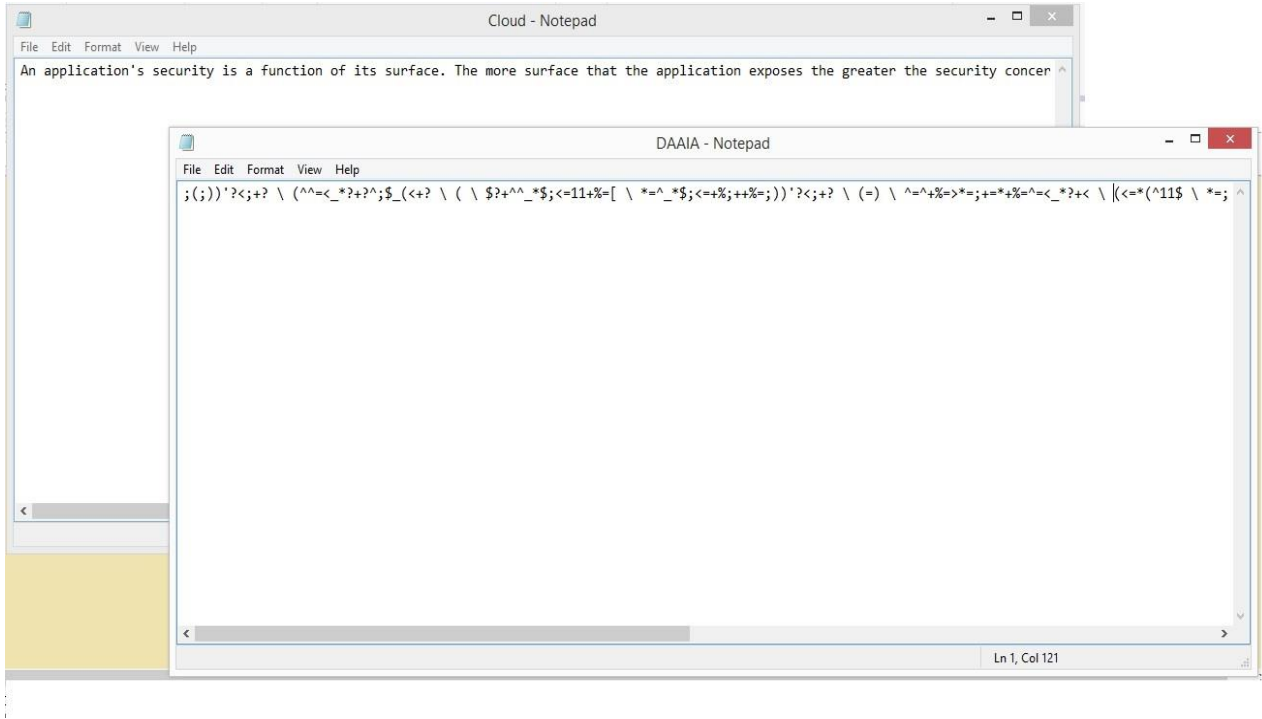 Cloud - Notepad
File Edit Format View Help
An application's security is a function of its surface. The more surface that the application exposes the greater the security concer
DAAIA - Notepad
File Edit Format View Help
;(;))'?<;+? \ (^^=<_*?+?^;$_(<+? \ ( \ $?+^^_*$;<=11+%=[ \ *=^_*$;<=+%;++%=;))'?<;+? \ (=) \ ^=^+%=>*=;+=*+%=^=<_*?+< \ (<=*(^11$ \ *=;
Ln 1, Col 121